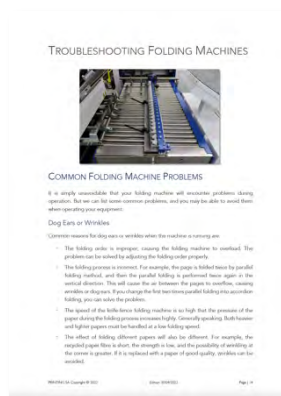 TROUBLESHOOTING FOLDING MACHINES
COMMON FOLDING MACHINE PROBLEMS
It is simply unavoidable that your folding machine will encounter problems during
operation. But we can list some common problems, and you may be able to avoid them
when operating your equipment.
Dog Ears or Wrinkles
Common reasons for dog ears or wrinkles when the machine is running are:
- The folding order is improper, causing the folding machine to overload. The
problem can be solved by adjusting the folding order properly.
- The folding process is incorrect. For example, the page is folded twice by parallel
folding method, and then the parallel folding is performed twice again in the
vertical direction. This will cause the air between the pages to overflow, causing
wrinkles or dog ears. If you change the first two-times parallel folding into accordion
folding, you can solve the problem.
- The speed of the knife-fence folding machine is so high that the pressure of the
paper during the folding process increases highly. Generally speaking, Both heavier
and lighter papers must be handled at a low folding speed.
- The effect of folding different papers will also be different. For example, the
recycled paper fibre is short, the strength is low, and the possibility of wrinkling at
the corner is greater. If it is replaced with a paper of good quality, wrinkles can be
avoided.
Copyright © 2022
Page | 4